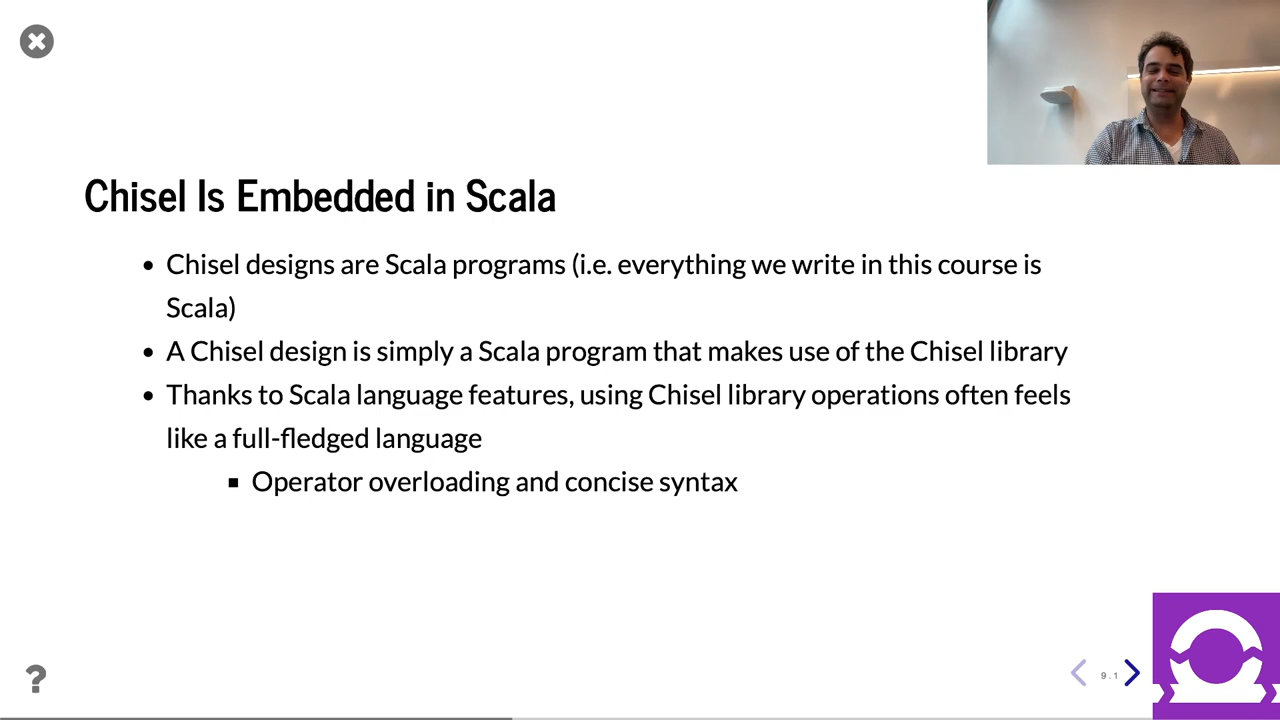 Chisel Is Embedded in Scala
• Chisel designs are Scala programs (i.e. everything we write in this course is
Scala)
• A Chisel design is simply a Scala program that makes use of the Chisel library
• Thanks to Scala language features, using Chisel library operations often feels
like a full-fledged language
▪ Operator overloading and concise syntax
?
9.1